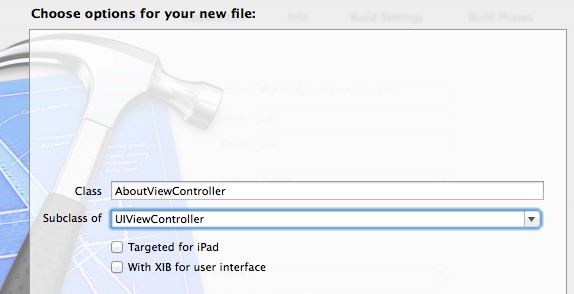 Choose options for your new file:
Info Build Settings Build Phases
Class AboutViewController
Subclass of UIViewController
Targeted for iPad
With XIB for user interface